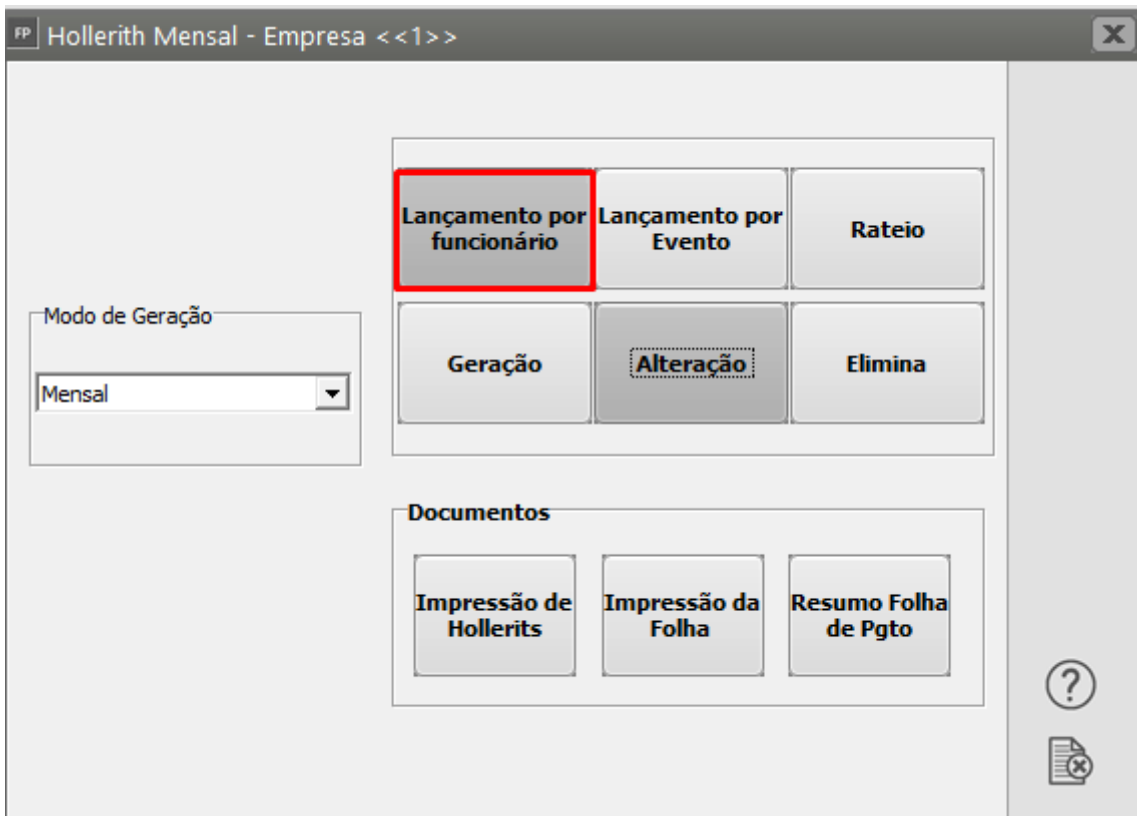 FP Hollerith Mensal - Empresa <<1>>
Lançamento por
funcionário
Lançamento por
Evento
Rateio
Modo de Geração
Mensal
Geração
Alteração
Elimina
Documentos
Impressão de
Hollerits
Impressão da
Folha
Resumo Folha
de Pgto
?